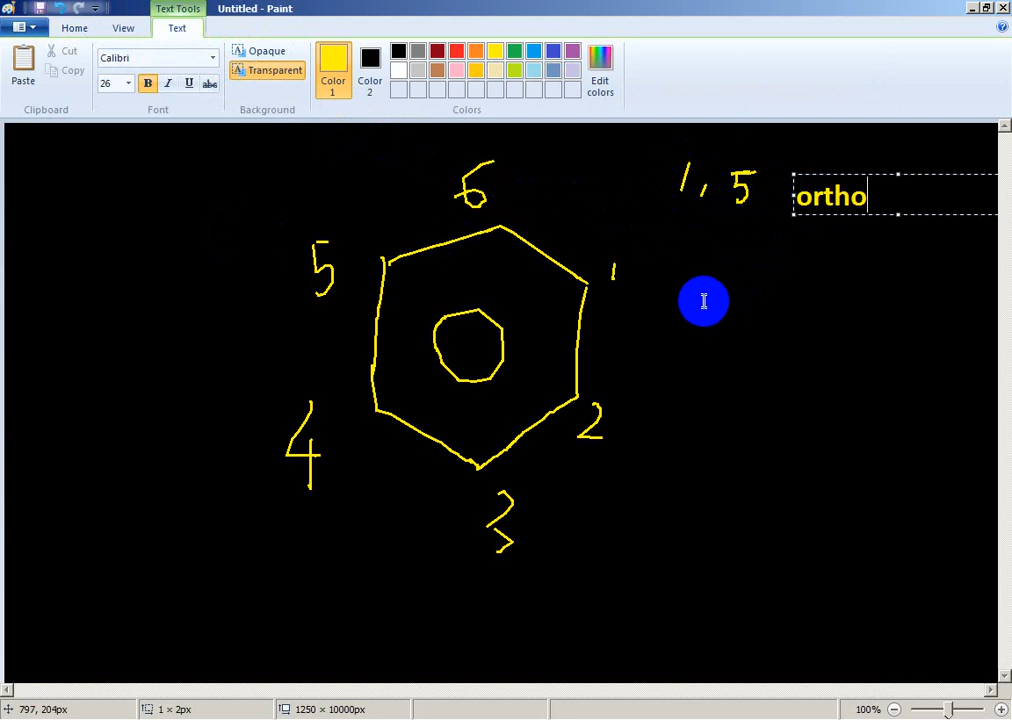 Text Tools Untitled - Paint
Home View Text
Paste Cut Copy
Calibri
26 B I U abc
Opaque
Transparent
Color 1 Color 2
Edit colors
Clipboard Font Background Colors
6 1, 5 ortho
5 1
4 2
3
797, 204px 1 × 2px 1250 × 10000px 100%